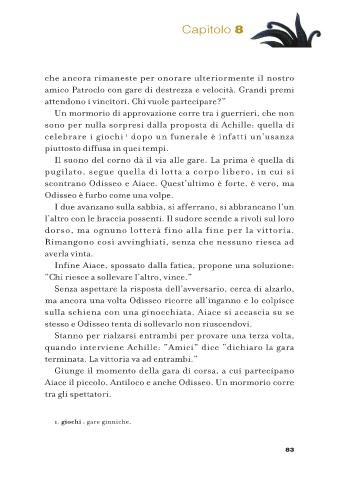 Capitolo 8
che ancora rimaneste per onorare ulteriormente il nostro
amico Patroclo con gare di destrezza e velocità. Grandi premi
attendono i vincitori. Chi vuole partecipare?”
Un mormorio di approvazione corre tra i guerrieri, che non
sono per nulla sorpresi dalla proposta di Achille: quella di
celebrare i giochi¹ dopo un funerale è infatti un’usanza
piuttosto diffusa in quei tempi.
Il suono del corno dà il via alle gare. La prima è quella di
pugilato, segue quella di lotta a corpo libero, in cui si
scontrano Odisseo e Aiace. Quest’ultimo è forte, è vero, ma
Odisseo è furbo come una volpe.
I due avanzano sulla sabbia, si afferrano, si abbrancano l’un
l’altro con le braccia possenti. Il sudore scende a rivoli sul loro
dorso, ma ognuno lotterà fino alla fine per la vittoria.
Rimangono così avvinghiati, senza che nessuno riesca ad
averla vinta.
Infine Aiace, spossato dalla fatica, propone una soluzione:
“Chi riesce a sollevare l’altro, vince.”
Senza aspettare la risposta dell’avversario, cerca di alzarlo,
ma ancora una volta Odisseo ricorre all’inganno e lo colpisce
sulla schiena con una ginocchiata. Aiace si accascia su se
stesso e Odisseo tenta di sollevarlo non riuscendovi.
Stanno per rialzarsi entrambi per provare una terza volta,
quando interviene Achille: “Amici” dice “dichiaro la gara
terminata. La vittoria va ad entrambi.”
Giunge il momento della gara di corsa, a cui partecipano
Aiace il piccolo, Antiloco e anche Odisseo. Un mormorio corre
tra gli spettatori.
1. giochi : gare ginniche.
83